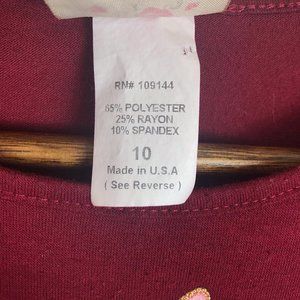 RN# 109144
65% POLYESTER
25% RAYON
10% SPANDEX
10
Made in U.S.A
( See Reverse )